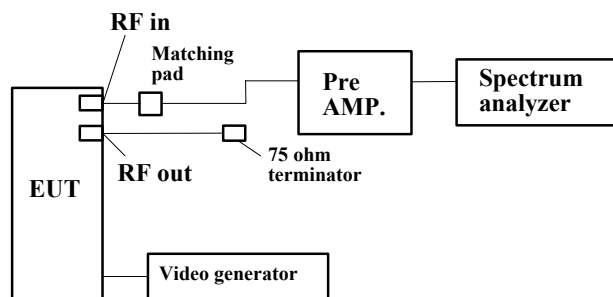 RF in
Matching
pad
Pre
AMP.
Spectrum
analyzer
75 ohm
terminator
RF out
EUT
Video generator